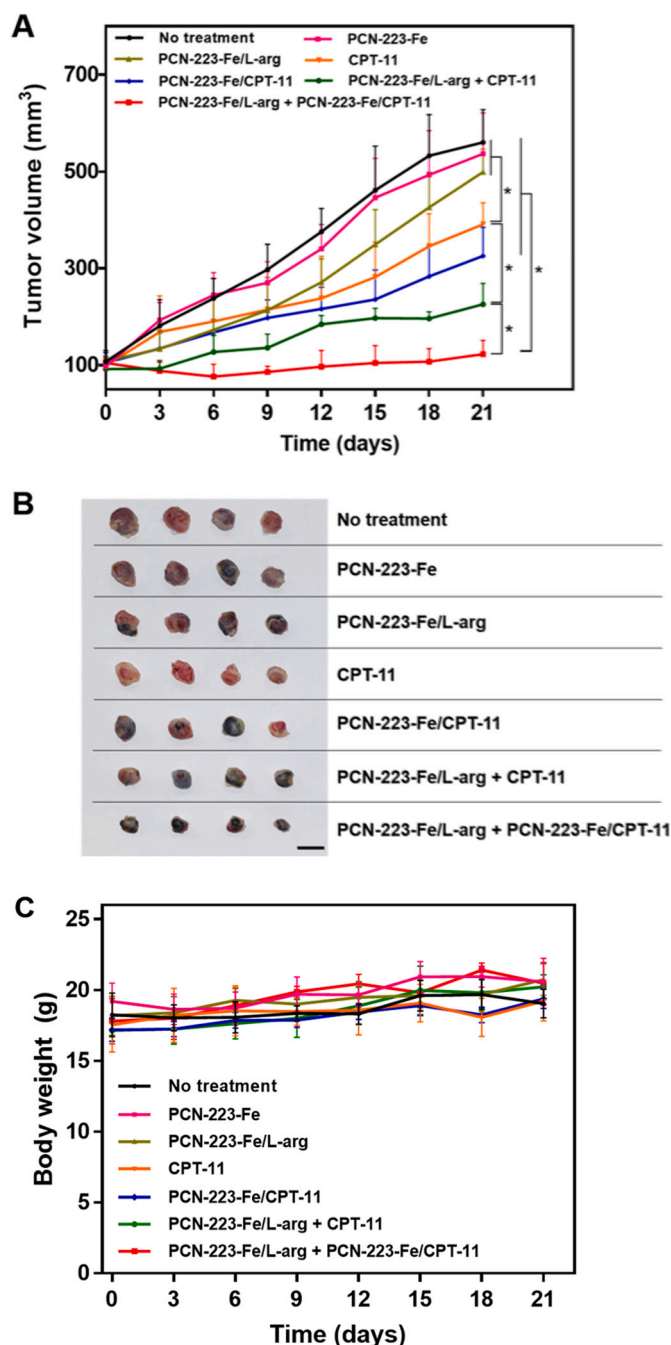 A
No treatment
PCN-223-Fe
PCN-223-Fe/L-arg
CPT-11
PCN-223-Fe/CPT-11
PCN-223-Fe/L-arg + CPT-11
PCN-223-Fe/L-arg + PCN-223-Fe/CPT-11
Tumor volume (mm³)
700
500
300
100
*
*
*
*
0 3 6 9 12 15 18 21
Time (days)
B
No treatment
PCN-223-Fe
PCN-223-Fe/L-arg
CPT-11
PCN-223-Fe/CPT-11
PCN-223-Fe/L-arg + CPT-11
PCN-223-Fe/L-arg + PCN-223-Fe/CPT-11
C
Body weight (g)
25
20
15
10
5
0
No treatment
PCN-223-Fe
PCN-223-Fe/L-arg
CPT-11
PCN-223-Fe/CPT-11
PCN-223-Fe/L-arg + CPT-11
PCN-223-Fe/L-arg + PCN-223-Fe/CPT-11
0 3 6 9 12 15 18 21
Time (days)